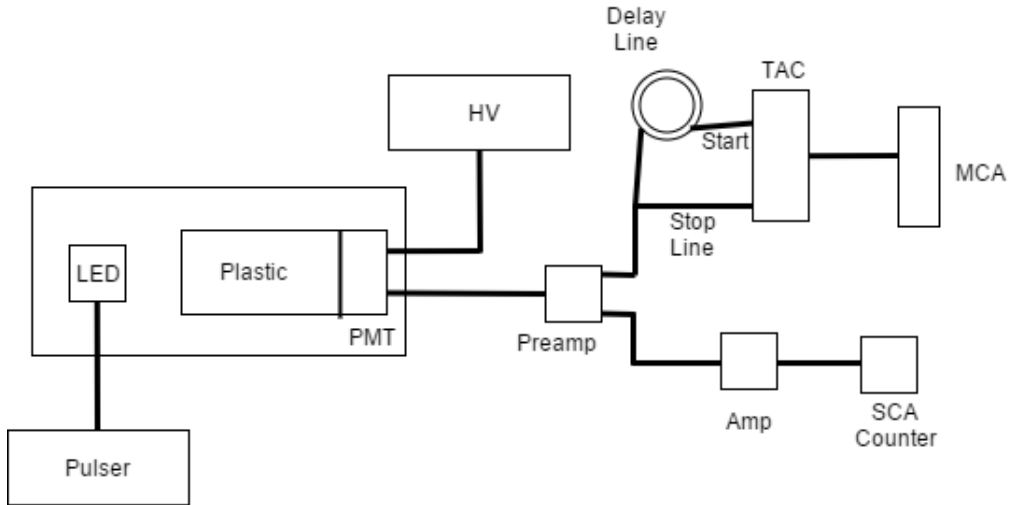 Delay
Line
TAC
HV
Start
MCA
Stop
Line
LED
Plastic
PMT
Preamp
Amp
SCA
Counter
Pulser